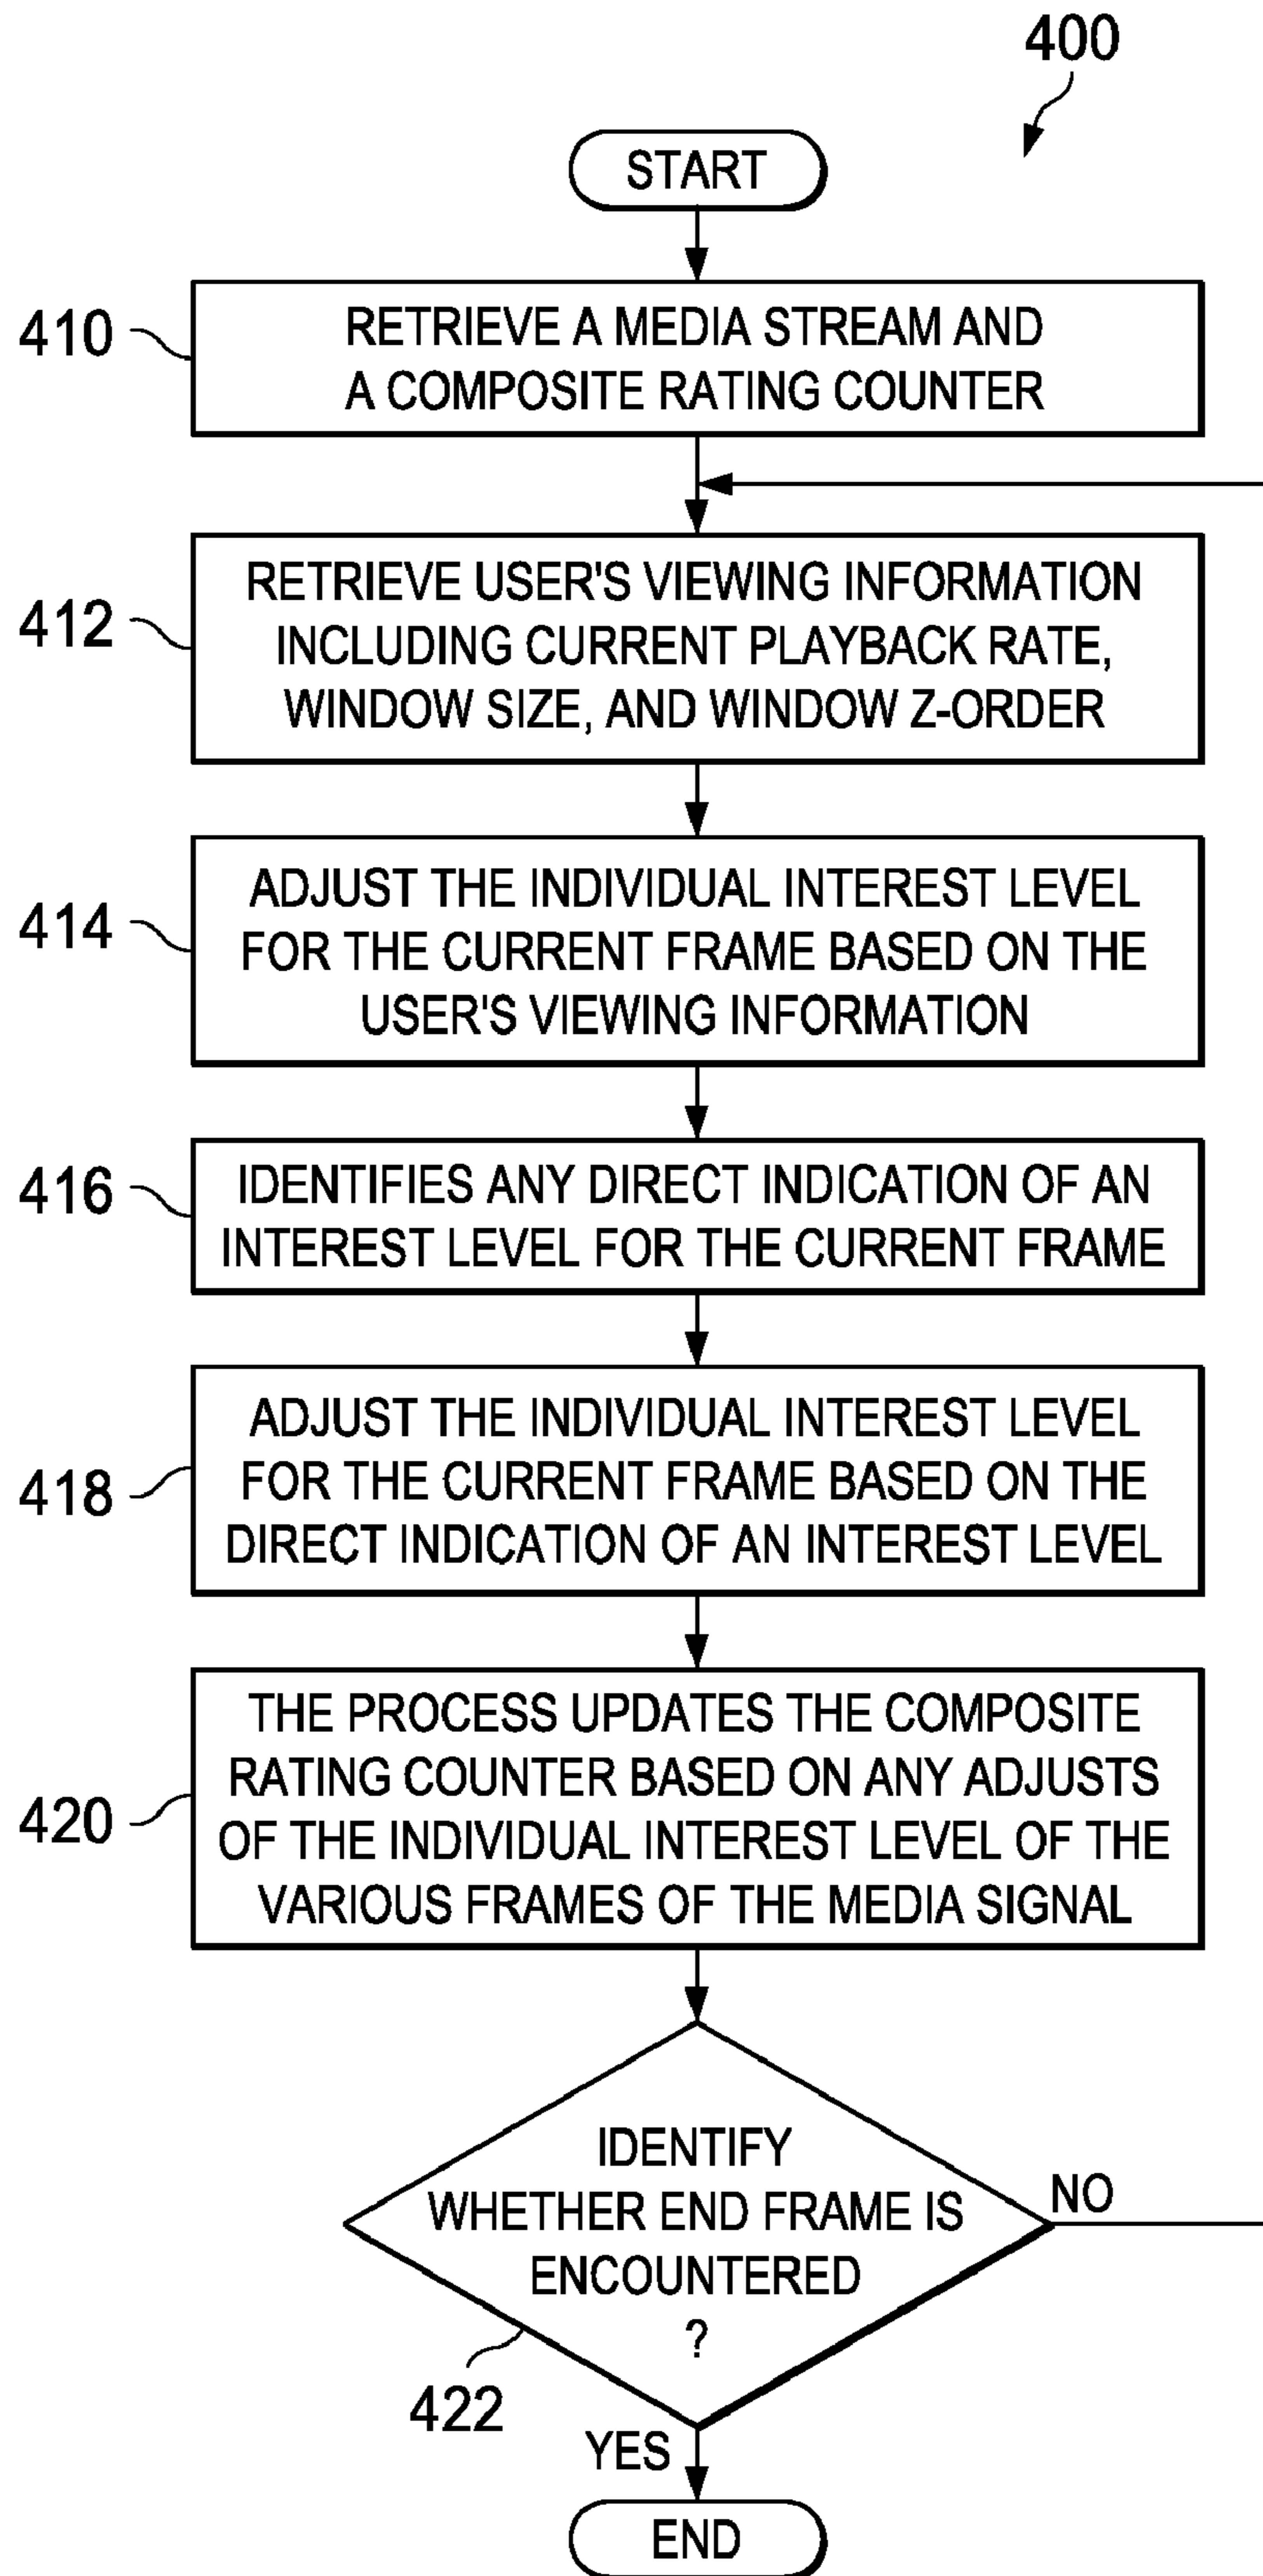 400
START
410
RETRIEVE A MEDIA STREAM AND
A COMPOSITE RATING COUNTER
412
RETRIEVE USER'S VIEWING INFORMATION
INCLUDING CURRENT PLAYBACK RATE,
WINDOW SIZE, AND WINDOW Z-ORDER
414
ADJUST THE INDIVIDUAL INTEREST LEVEL
FOR THE CURRENT FRAME BASED ON THE
USER'S VIEWING INFORMATION
416
IDENTIFIES ANY DIRECT INDICATION OF AN
INTEREST LEVEL FOR THE CURRENT FRAME
418
ADJUST THE INDIVIDUAL INTEREST LEVEL
FOR THE CURRENT FRAME BASED ON THE
DIRECT INDICATION OF AN INTEREST LEVEL
420
THE PROCESS UPDATES THE COMPOSITE
RATING COUNTER BASED ON ANY ADJUSTS
OF THE INDIVIDUAL INTEREST LEVEL OF THE
VARIOUS FRAMES OF THE MEDIA SIGNAL
IDENTIFY
WHETHER END FRAME IS
ENCOUNTERED
?
NO
422
YES
END